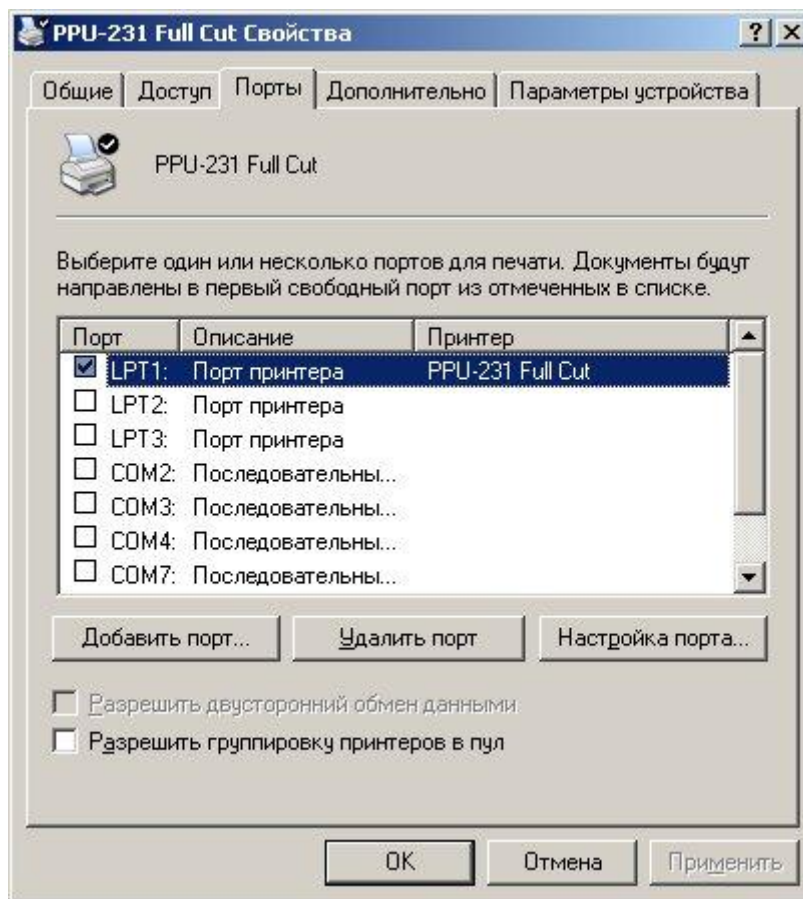 PPU-231 Full Cut Свойства
Общие Доступ Порты Дополнительно Параметры устройства
PPU-231 Full Cut
Выберите один или несколько портов для печати. Документы будут
направлены в первый свободный порт из отмеченных в списке.
Порт Описание Принтер
LPT1: Порт принтера PPU-231 Full Cut
LPT2: Порт принтера
LPT3: Порт принтера
COM2: Последовательны...
COM3: Последовательны...
COM4: Последовательны...
COM7: Последовательны...
Добавить порт... Удалить порт Настройка порта...
Разрешить двусторонний обмен данными
Разрешить группировку принтеров в пул
OK Отмена Применить